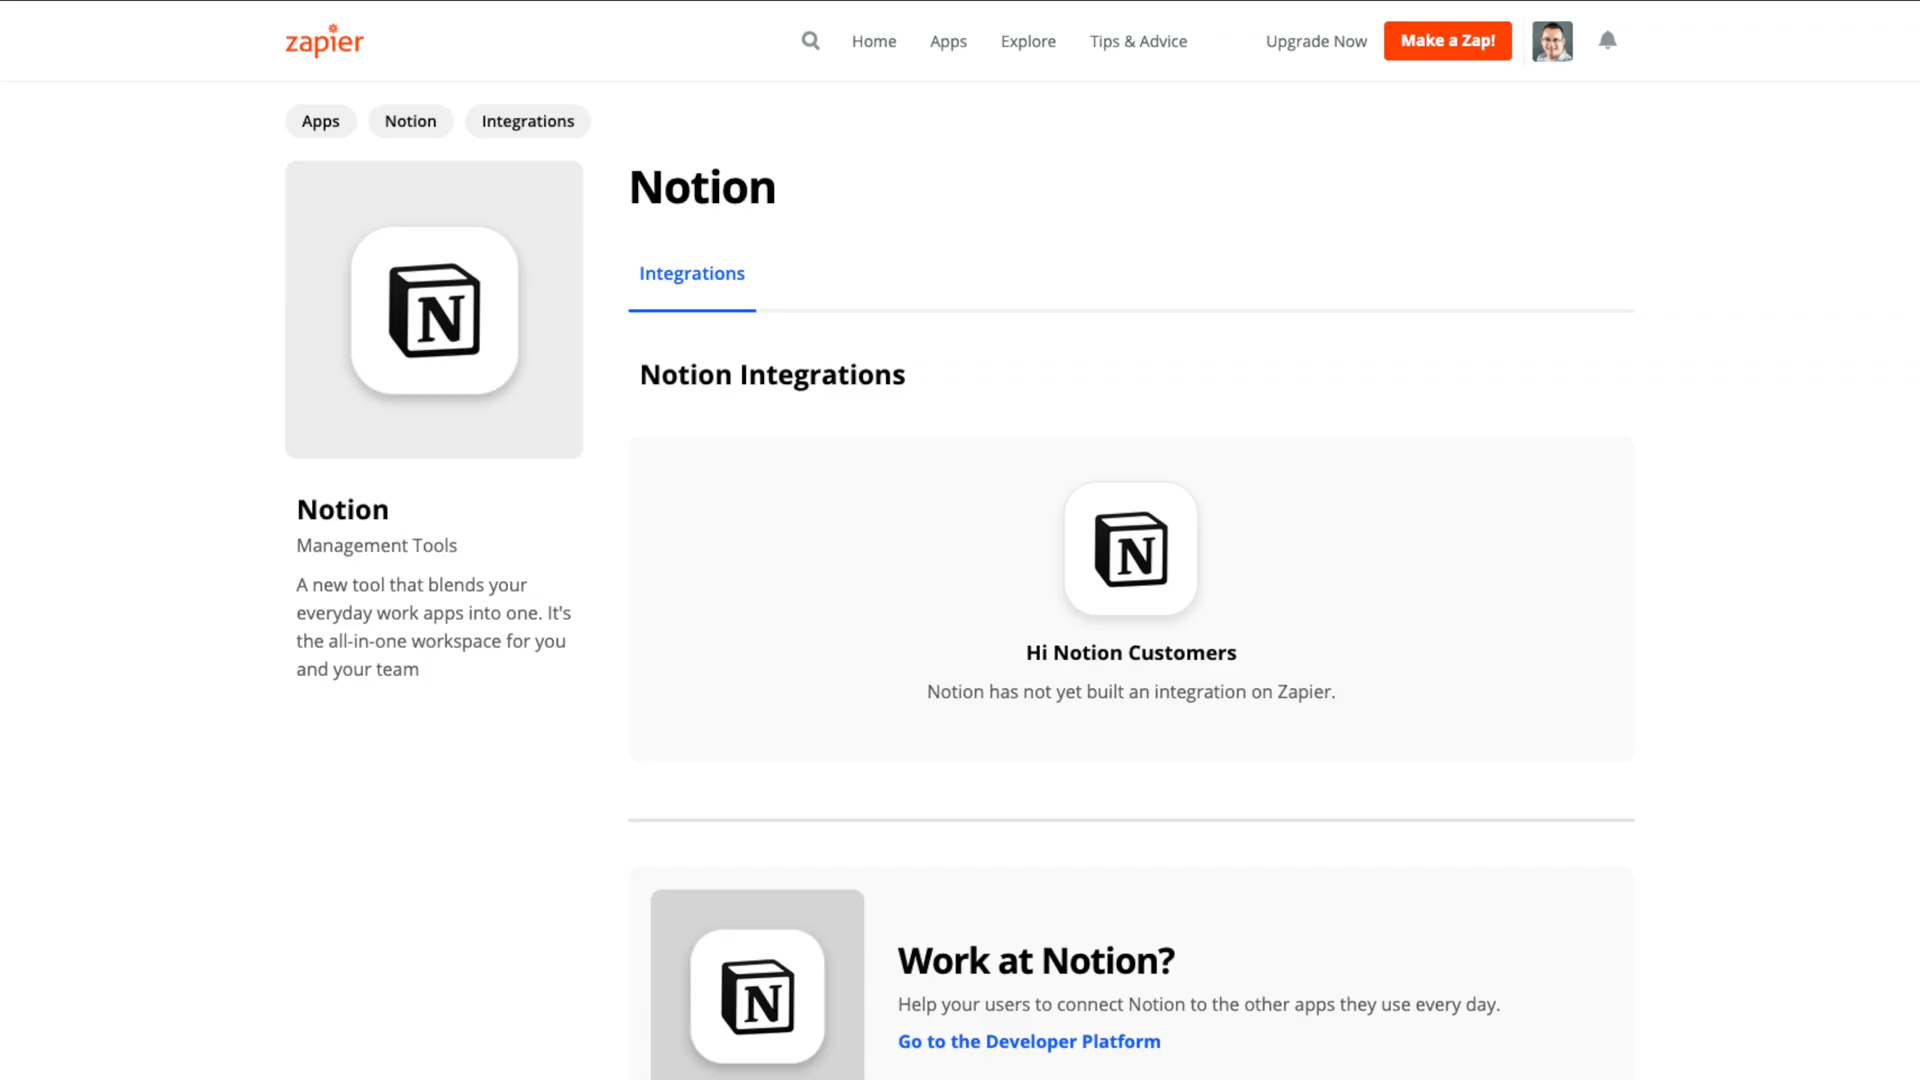 zapier
Home
Apps
Explore
Tips & Advice
Upgrade Now
Make a Zap!
Apps
Notion
Integrations
N
Notion
Management Tools
A new tool that blends your
everyday work apps into one. It's
the all-in-one workspace for you
and your team
Notion
Integrations
Notion Integrations
N
Hi Notion Customers
Notion has not yet built an integration on Zapier.
N
Work at Notion?
Help your users to connect Notion to the other apps they use every day.
Go to the Developer Platform